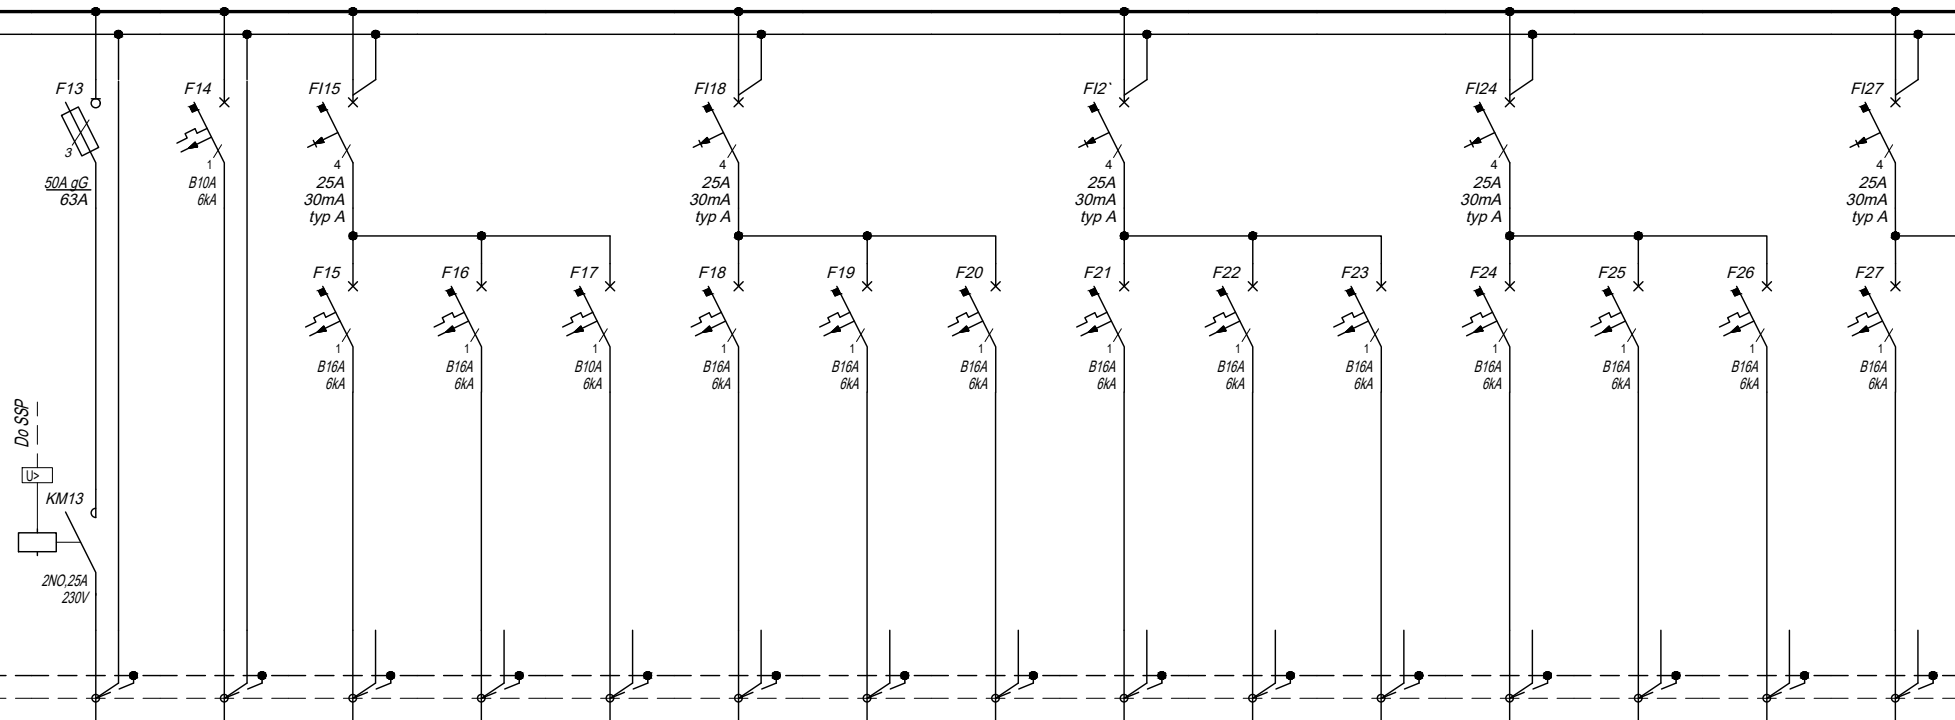 F13
F14
FI15
FI18
FI2`
FI24
FI27
3
1
4
4
4
4
4
50A gG
63A
B10A
6kA
25A
30mA
typ A
25A
30mA
typ A
25A
30mA
typ A
25A
30mA
typ A
25A
30mA
typ A
F15
F16
F17
F18
F19
F20
F21
F22
F23
F24
F25
F26
F27
1
1
1
1
1
1
1
1
1
1
1
1
1
B16A
6kA
B16A
6kA
B10A
6kA
B16A
6kA
B16A
6kA
B16A
6kA
B16A
6kA
B16A
6kA
B16A
6kA
B16A
6kA
B16A
6kA
B16A
6kA
B16A
6kA
Do SSP
U>
KM13
2NO,25A
230V